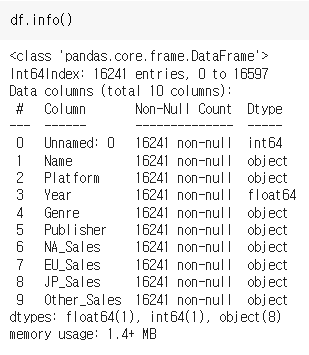 df.info()
<class 'pandas.core.frame.DataFrame'>
Int64Index: 16241 entries, 0 to 16597
Data columns (total 10 columns):
 #   Column       Non-Null Count  Dtype
---  ------       --------------  -----
 0   Unnamed: 0   16241 non-null  int64
 1   Name         16241 non-null  object
 2   Platform     16241 non-null  object
 3   Year         16241 non-null  float64
 4   Genre        16241 non-null  object
 5   Publisher    16241 non-null  object
 6   NA_Sales     16241 non-null  object
 7   EU_Sales     16241 non-null  object
 8   JP_Sales     16241 non-null  object
 9   Other_Sales  16241 non-null  object
dtypes: float64(1), int64(1), object(8)
memory usage: 1.4+ MB